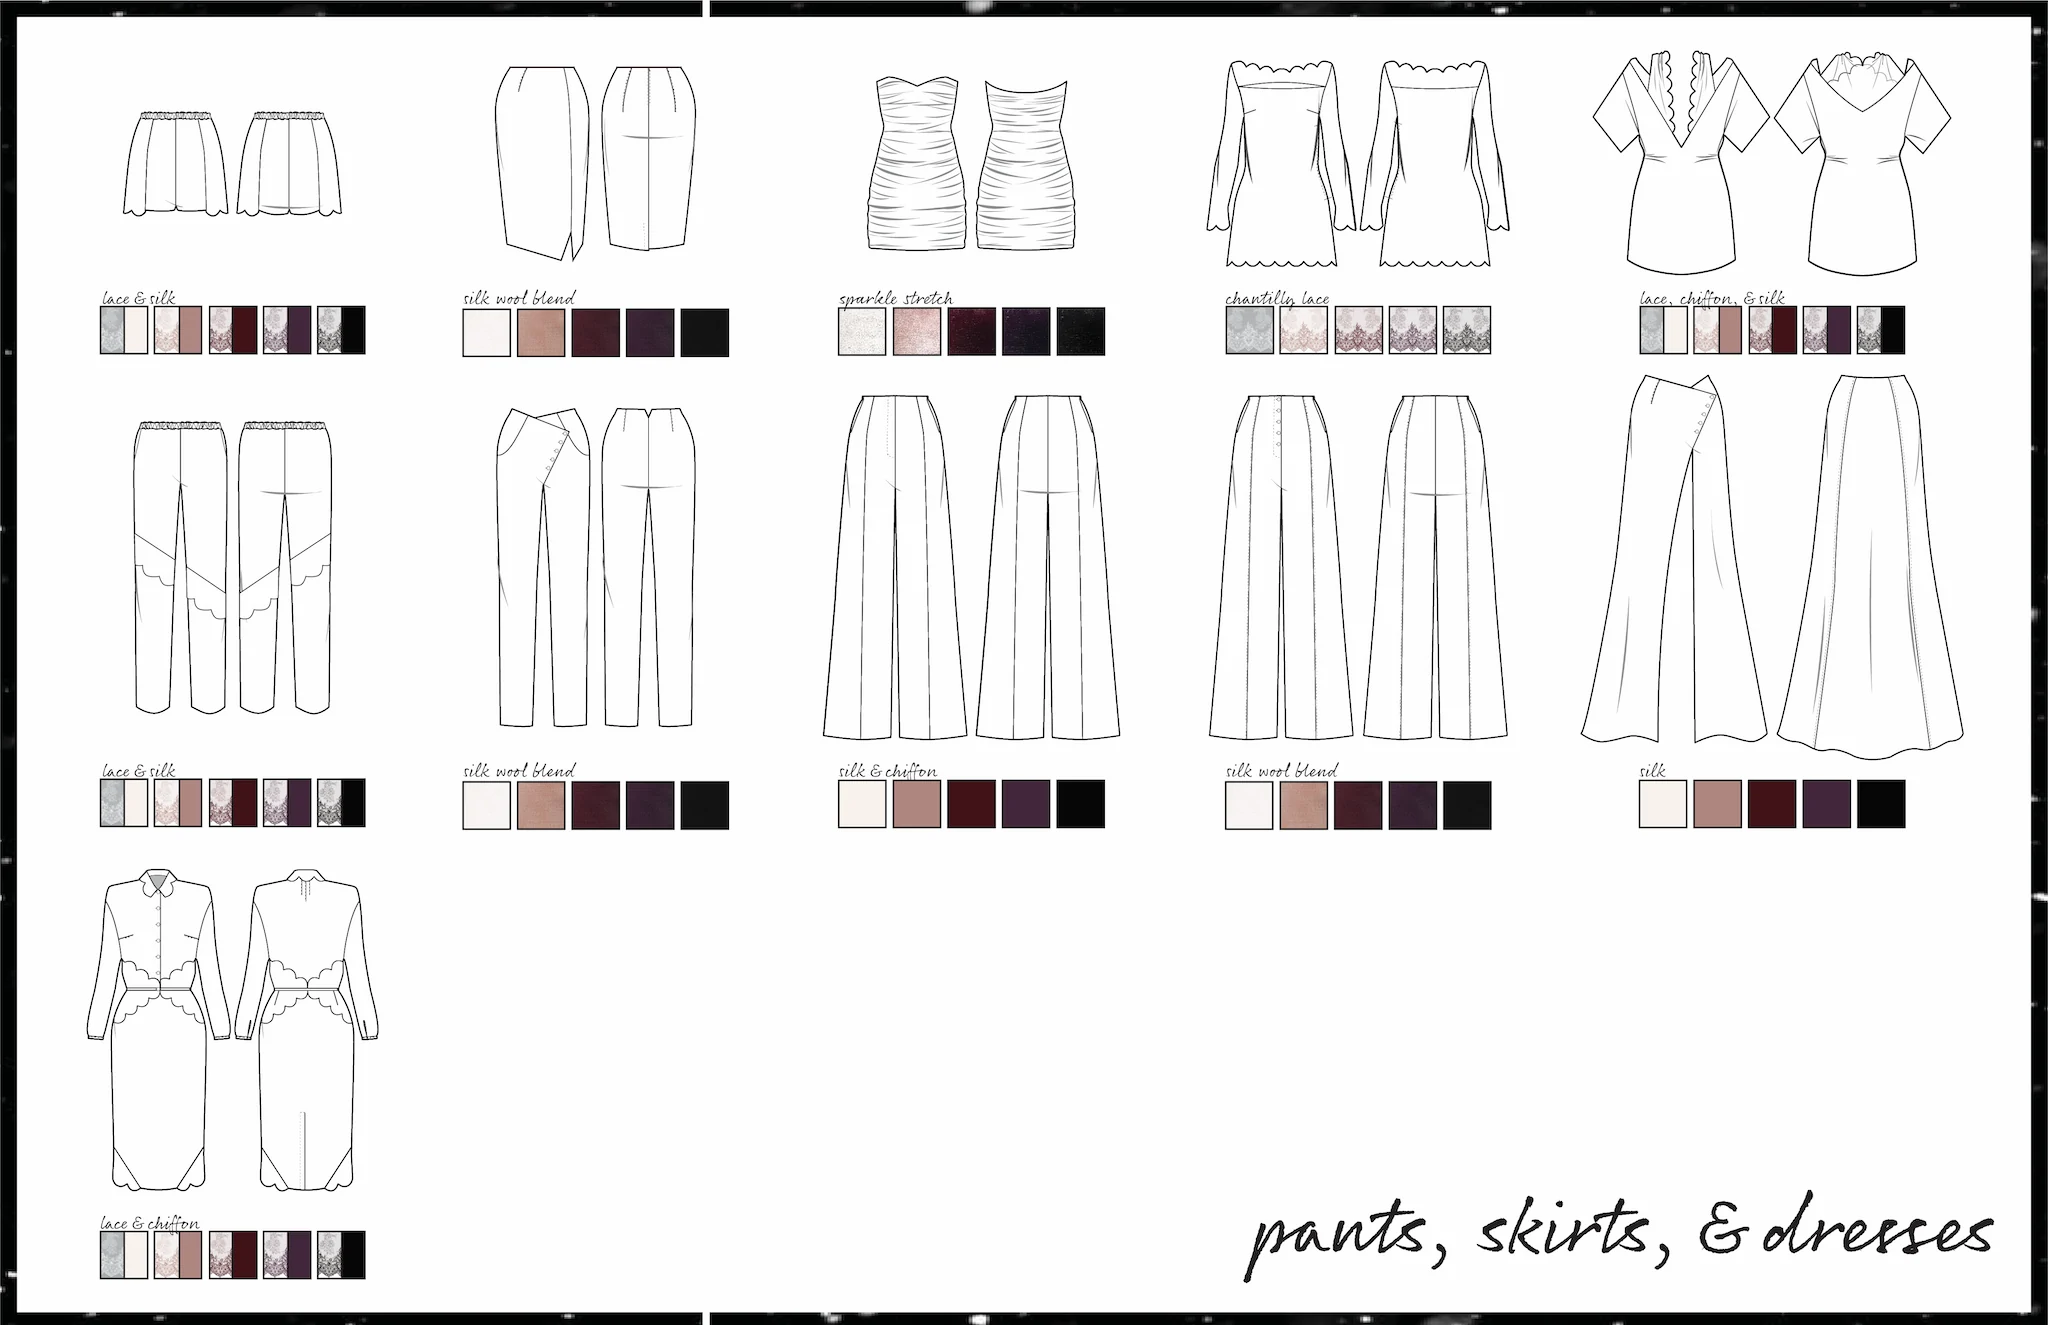 lace & silk
silk wool blend
sparkle stretch
chantilly lace
lace, chiffon, & silk
lace & silk
silk wool blend
silk & chiffon
silk wool blend
silk
lace & chiffon
pants, skirts, & dresses